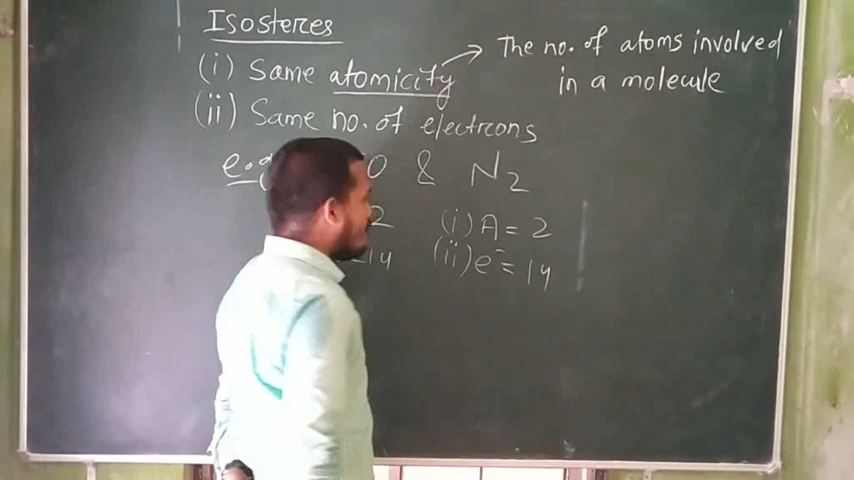 Isosteres
(i) Same atomicity → The no. of atoms involved
in a molecule
(ii) Same no. of electrons
e.g O & N2
2 (i) A = 2
=14 (ii) e⁻ = 14